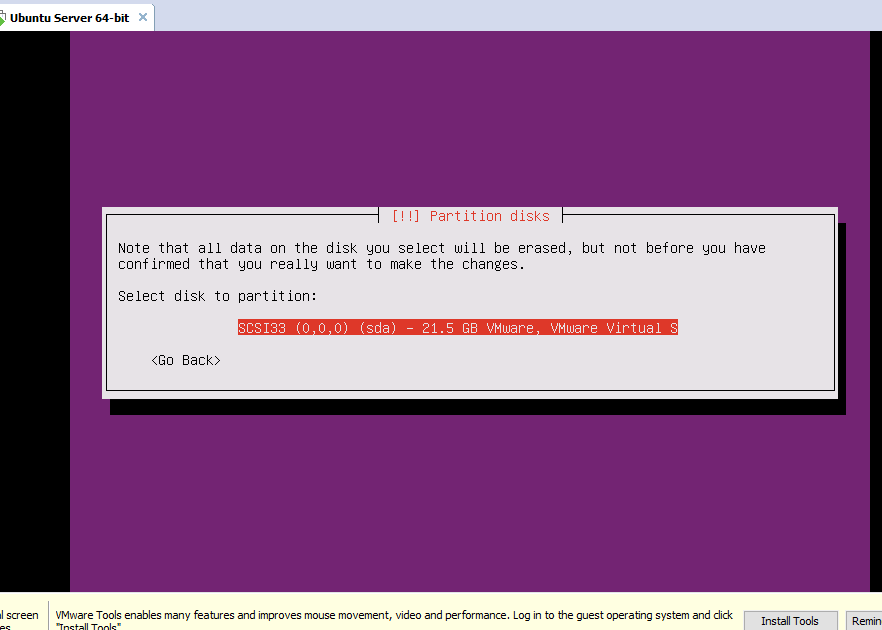 Ubuntu Server 64-bit
[!!] Partition disks
Note that all data on the disk you select will be erased, but not before you have
confirmed that you really want to make the changes.
Select disk to partition:
SCSI33 (0,0,0) (sda) - 21.5 GB VMware, VMware Virtual S
<Go Back>
screen
VMware Tools enables many features and improves mouse movement, video and performance. Log in to the guest operating system and click
"Install Tools"
Install Tools
Remin